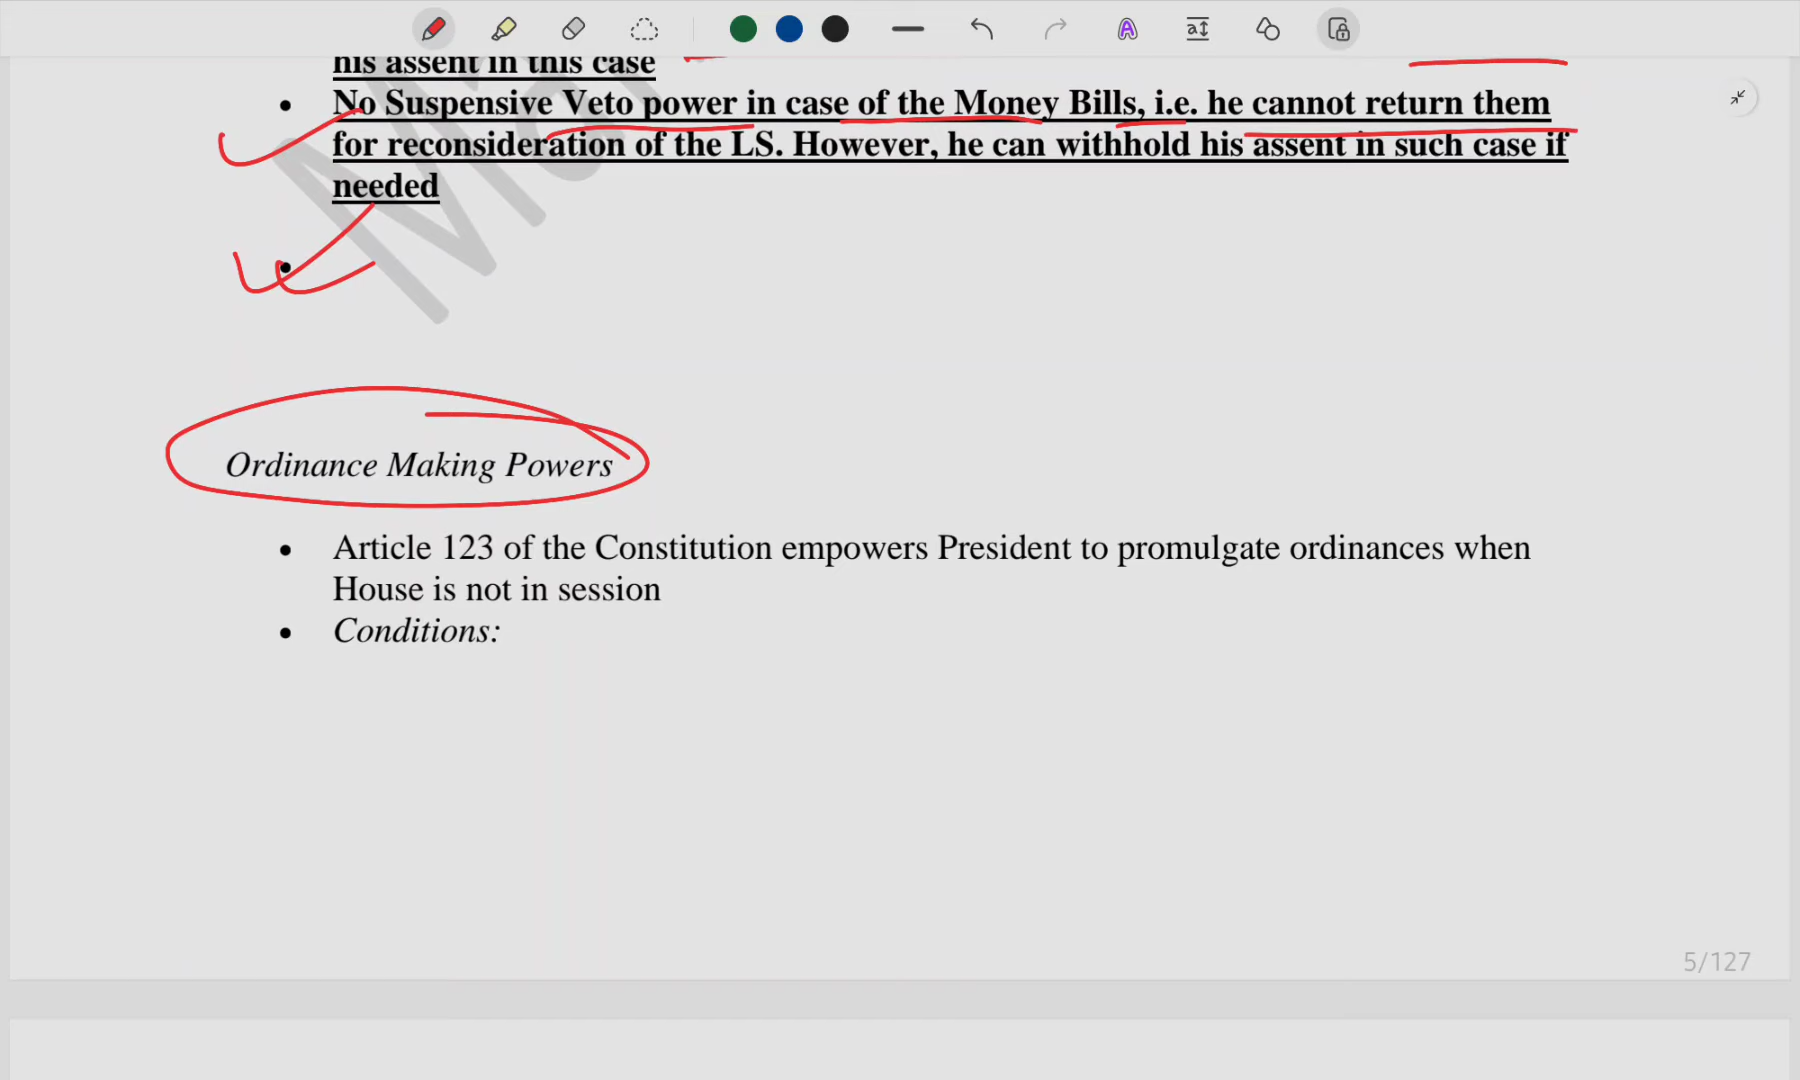 his assent in this case
• No Suspensive Veto power in case of the Money Bills, i.e. he cannot return them
for reconsideration of the LS. However, he can withhold his assent in such case if
needed
•
Ordinance Making Powers
• Article 123 of the Constitution empowers President to promulgate ordinances when
House is not in session
• Conditions:
5/127